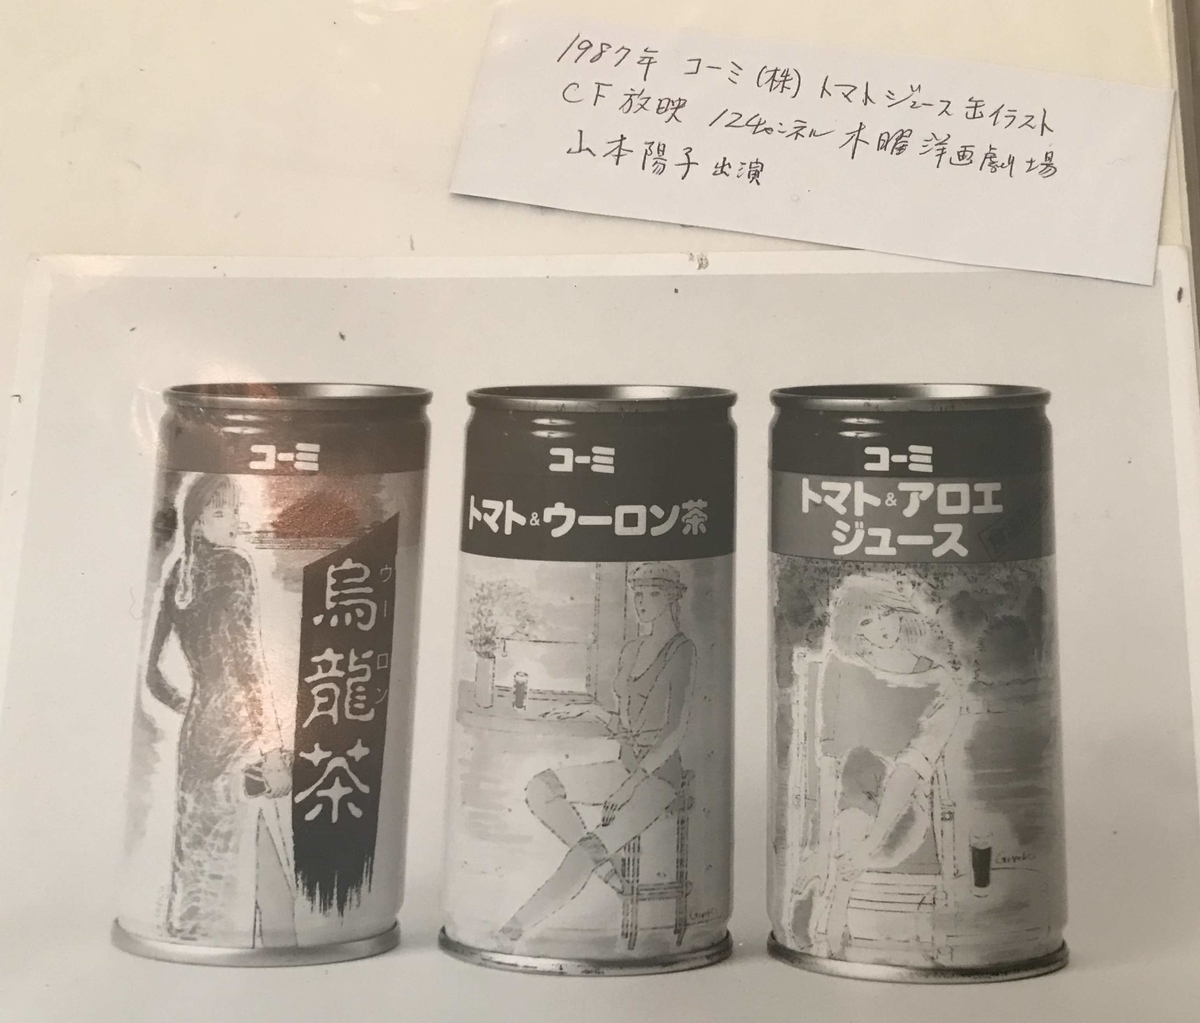 1987年 コーミ(株) トマトジュース缶イラスト
CF放映 12チャンネル 木曜洋画劇場
山本陽子出演
コーミ
烏龍茶
ウーロン
コーミ
トマト&ウーロン茶
コーミ
トマト&アロエ
ジュース